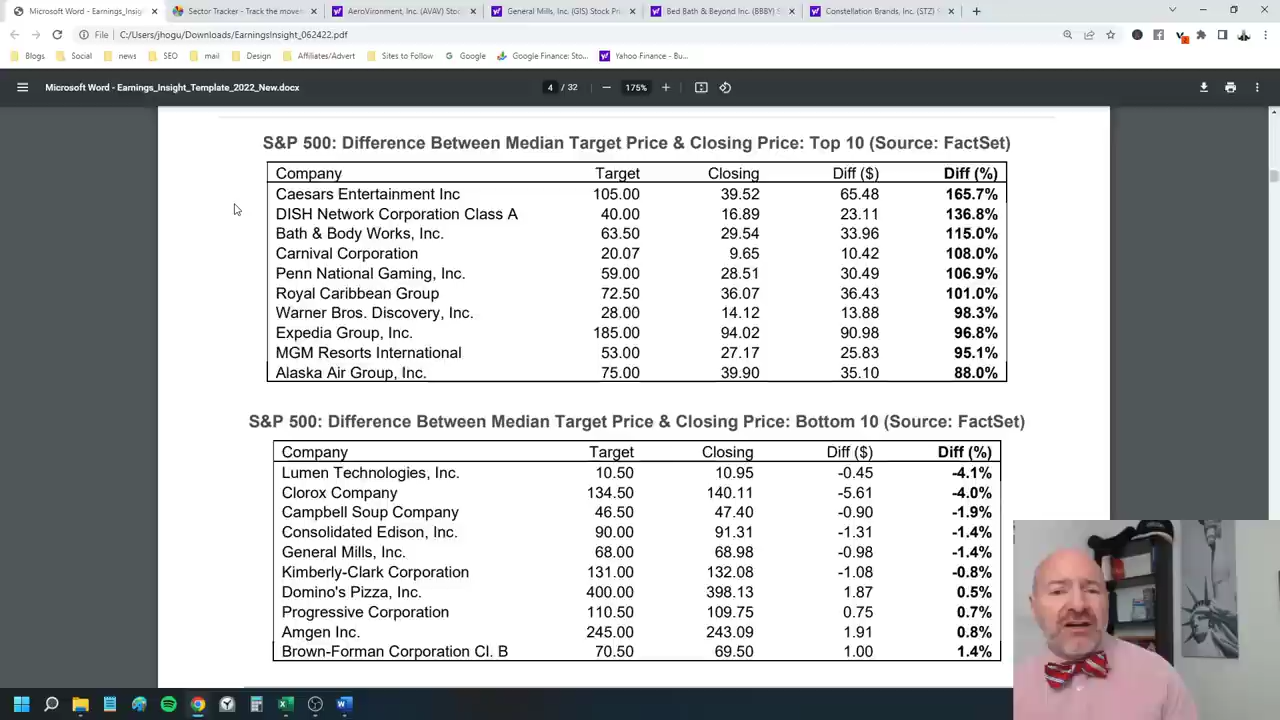 Microsoft Word - Earnings_Insi
Sector Tracker - Track the movem
AeroVironment, Inc. (AVAV) Stoc
General Mills, Inc. (GIS) Stock Pri
Bed Bath & Beyond Inc. (BBBY) S
Constellation Brands, Inc. (STZ) S
File C:/Users/jhogu/Downloads/EarningsInsight_062422.pdf
Blogs Social news SEO mail Design Affiliates/Advert Sites to Follow Google Google Finance: Sto... Yahoo Finance - Bu...
Microsoft Word - Earnings_Insight_Template_2022_New.docx 4 / 32 175%
S&P 500: Difference Between Median Target Price & Closing Price: Top 10 (Source: FactSet)
Company Target Closing Diff ($) Diff (%)
Caesars Entertainment Inc 105.00 39.52 65.48 165.7%
DISH Network Corporation Class A 40.00 16.89 23.11 136.8%
Bath & Body Works, Inc. 63.50 29.54 33.96 115.0%
Carnival Corporation 20.07 9.65 10.42 108.0%
Penn National Gaming, Inc. 59.00 28.51 30.49 106.9%
Royal Caribbean Group 72.50 36.07 36.43 101.0%
Warner Bros. Discovery, Inc. 28.00 14.12 13.88 98.3%
Expedia Group, Inc. 185.00 94.02 90.98 96.8%
MGM Resorts International 53.00 27.17 25.83 95.1%
Alaska Air Group, Inc. 75.00 39.90 35.10 88.0%
S&P 500: Difference Between Median Target Price & Closing Price: Bottom 10 (Source: FactSet)
Company Target Closing Diff ($) Diff (%)
Lumen Technologies, Inc. 10.50 10.95 -0.45 -4.1%
Clorox Company 134.50 140.11 -5.61 -4.0%
Campbell Soup Company 46.50 47.40 -0.90 -1.9%
Consolidated Edison, Inc. 90.00 91.31 -1.31 -1.4%
General Mills, Inc. 68.00 68.98 -0.98 -1.4%
Kimberly-Clark Corporation 131.00 132.08 -1.08 -0.8%
Domino's Pizza, Inc. 400.00 398.13 1.87 0.5%
Progressive Corporation 110.50 109.75 0.75 0.7%
Amgen Inc. 245.00 243.09 1.91 0.8%
Brown-Forman Corporation Cl. B 70.50 69.50 1.00 1.4%